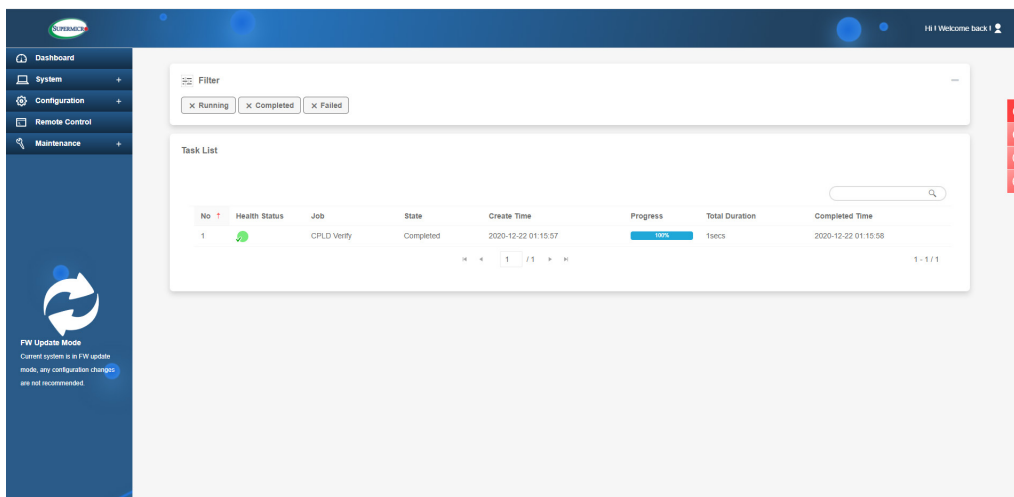 SUPERMICR
Hi ! Welcome back !
Dashboard
System +
Configuration +
Remote Control
Maintenance +
Filter
× Running × Completed × Failed
Task List
No ↑ Health Status Job State Create Time Progress Total Duration Completed Time
1 CPLD Verify Completed 2020-12-22 01:15:57 100% 1secs 2020-12-22 01:15:58
1 / 1 1 - 1 / 1
FW Update Mode
Current system is in FW update
mode, any configuration changes
are not recommended.